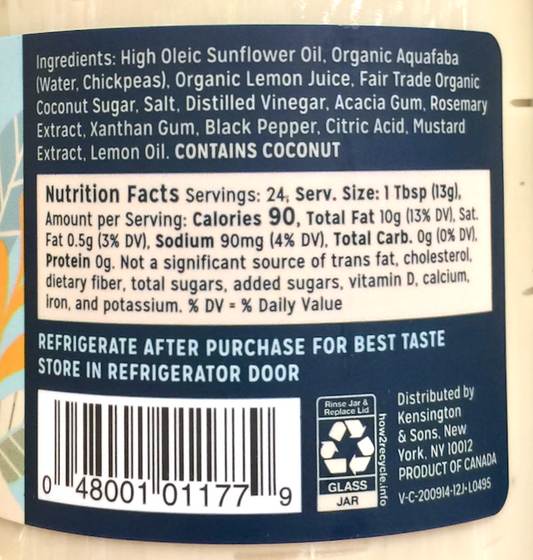 Ingredients: High Oleic Sunflower Oil, Organic Aquafaba
(Water, Chickpeas), Organic Lemon Juice, Fair Trade Organic
Coconut Sugar, Salt, Distilled Vinegar, Acacia Gum, Rosemary
Extract, Xanthan Gum, Black Pepper, Citric Acid, Mustard
Extract, Lemon Oil. CONTAINS COCONUT
Nutrition Facts Servings: 24, Serv. Size: 1 Tbsp (13g),
Amount per Serving: Calories 90, Total Fat 10g (13% DV), Sat.
Fat 0.5g (3% DV), Sodium 90mg (4% DV), Total Carb. 0g (0% DV),
Protein 0g. Not a significant source of trans fat, cholesterol,
dietary fiber, total sugars, added sugars, vitamin D, calcium,
iron, and potassium. % DV = % Daily Value
REFRIGERATE AFTER PURCHASE FOR BEST TASTE
STORE IN REFRIGERATOR DOOR
0 48001 01177 9
Rinse Jar &
Replace Lid
GLASS
JAR
how2recycle.info
Distributed by
Kensington
& Sons, New
York, NY 10012
PRODUCT OF CANADA
V-C-200914-12J-L0495